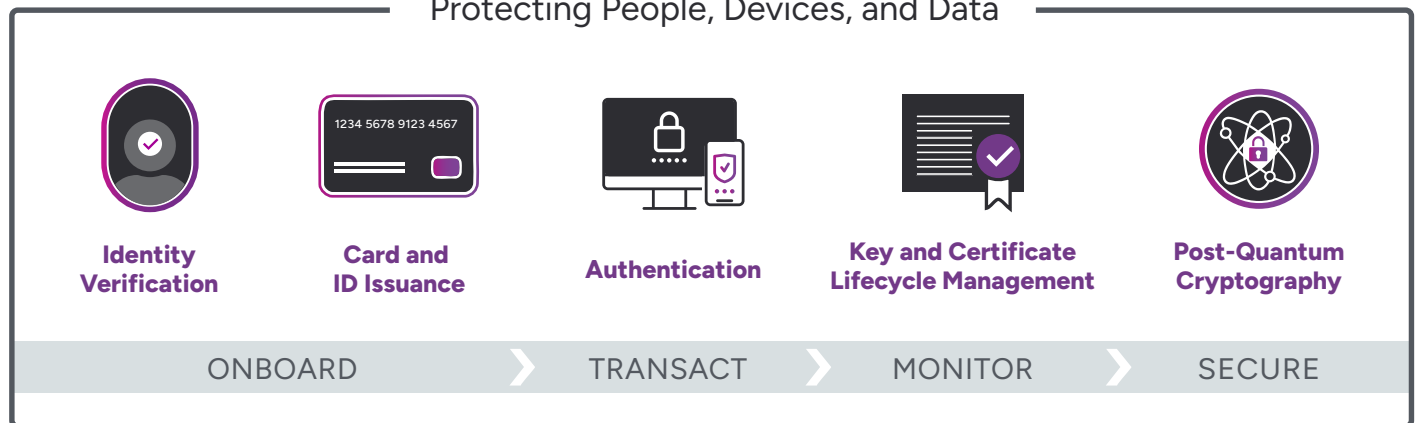 Protecting People, Devices, and Data
1234 5678 9123 4567
Identity
Verification
Card and
ID Issuance
Authentication
Key and Certificate
Lifecycle Management
Post-Quantum
Cryptography
ONBOARD
TRANSACT
MONITOR
SECURE